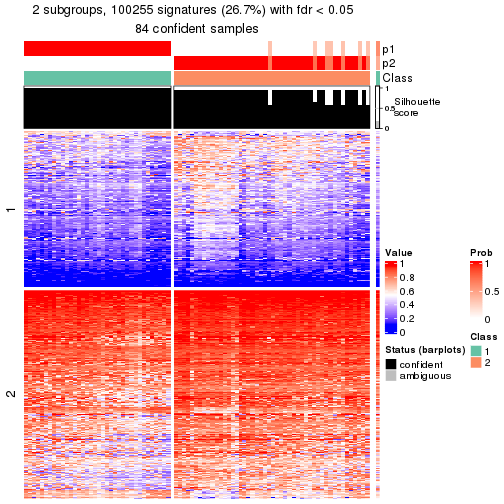 2 subgroups, 100255 signatures (26.7%) with fdr < 0.05
84 confident samples
p1
p2
Class
1
0.5
0
Silhouette
score
1
2
Value
1
0.8
0.6
0.4
0.2
0
Prob
1
0.5
0
Status (barplots)
confident
ambiguous
Class
1
2